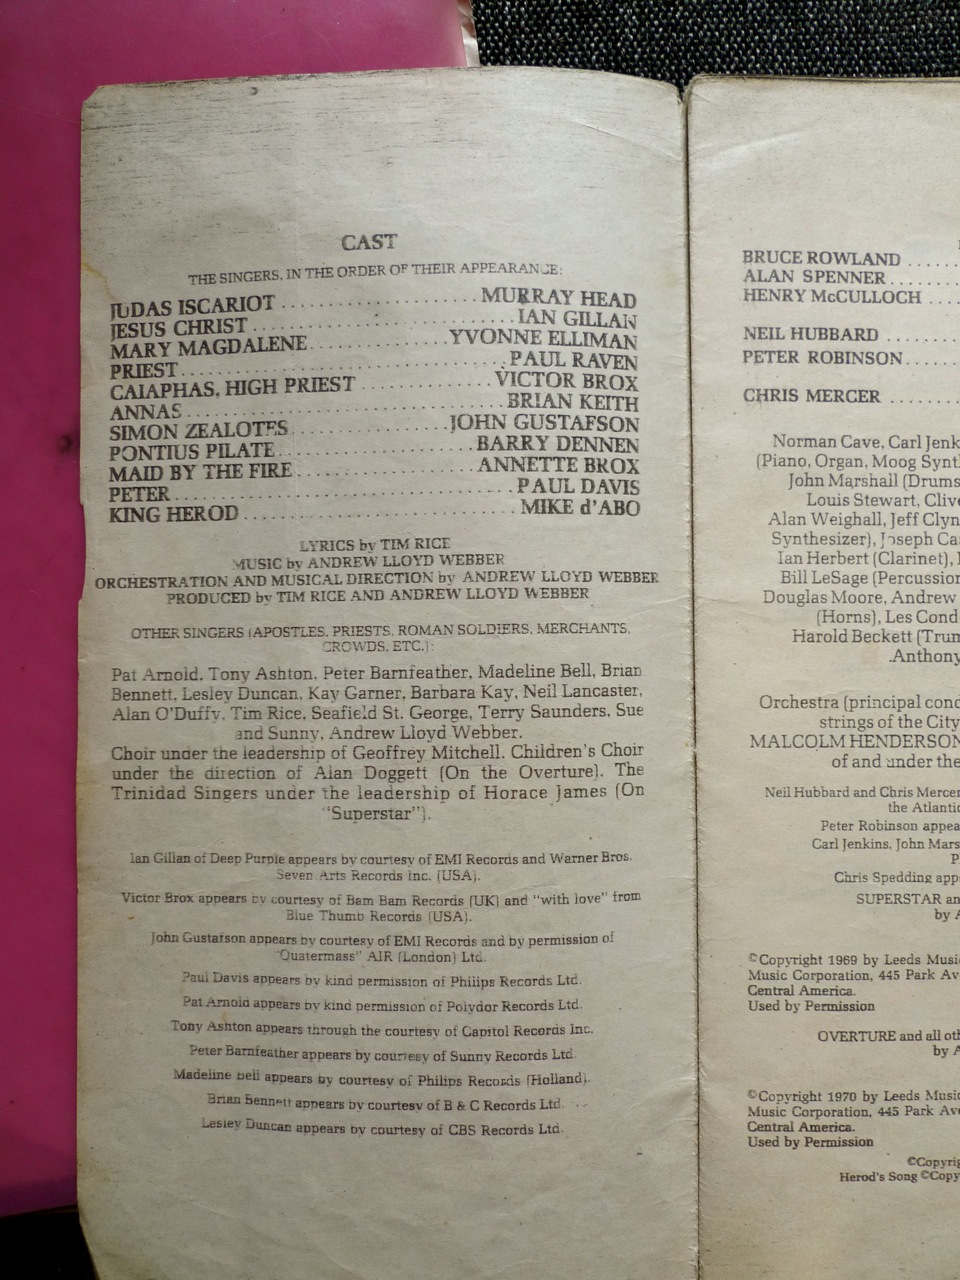 CAST
THE SINGERS, IN THE ORDER OF THEIR APPEARANCE:
JUDAS ISCARIOT ........................ MURRAY HEAD
JESUS CHRIST ........................ IAN GILLAN
MARY MAGDALENE ........................ YVONNE ELLIMAN
PRIEST ........................ PAUL RAVEN
CAIAPHAS, HIGH PRIEST ........................ VICTOR BROX
ANNAS ........................ BRIAN KEITH
SIMON ZEALOTES ........................ JOHN GUSTAFSON
PONTIUS PILATE ........................ BARRY DENNEN
MAID BY THE FIRE ........................ ANNETTE BROX
PETER ........................ PAUL DAVIS
KING HEROD ........................ MIKE d'ABO
LYRICS by TIM RICE
MUSIC by ANDREW LLOYD WEBBER
ORCHESTRATION AND MUSICAL DIRECTION by ANDREW LLOYD WEBBER
PRODUCED by TIM RICE AND ANDREW LLOYD WEBBER
OTHER SINGERS (APOSTLES, PRIESTS, ROMAN SOLDIERS, MERCHANTS,
CROWDS, ETC.):
Pat Arnold, Tony Ashton, Peter Barnfeather, Madeline Bell, Brian
Bennett, Lesley Duncan, Kay Garner, Barbara Kay, Neil Lancaster,
Alan O'Duffy, Tim Rice, Seafield St. George, Terry Saunders, Sue
and Sunny, Andrew Lloyd Webber.
Choir under the leadership of Geoffrey Mitchell. Children's Choir
under the direction of Alan Doggett (On the Overture). The
Trinidad Singers under the leadership of Horace James (On
"Superstar").
Ian Gillan of Deep Purple appears by courtesy of EMI Records and Warner Bros.
Seven Arts Records Inc. (USA).
Victor Brox appears by courtesy of Bam Bam Records (UK) and "with love" from
Blue Thumb Records (USA).
John Gustafson appears by courtesy of EMI Records and by permission of
"Quatermass" AIR (London) Ltd.
Paul Davis appears by kind permission of Philips Records Ltd.
Pat Arnold appears by kind permission of Polydor Records Ltd.
Tony Ashton appears through the courtesy of Capitol Records Inc.
Peter Barnfeather appears by courtesy of Sunny Records Ltd.
Madeline Bell appears by courtesy of Philips Records (Holland).
Brian Bennett appears by courtesy of B & C Records Ltd.
Lesley Duncan appears by courtesy of CBS Records Ltd.
BRUCE ROWLAND ......
ALAN SPENNER ......
HENRY McCULLOCH ....
NEIL HUBBARD ......
PETER ROBINSON ......
CHRIS MERCER ......
Norman Cave, Carl Jenk
(Piano, Organ, Moog Synt
John Marshall (Drums
Louis Stewart, Clive
Alan Weighall, Jeff Clyn
Synthesizer), Joseph Ca
Ian Herbert (Clarinet),
Bill LeSage (Percussion
Douglas Moore, Andrew
(Horns), Les Cond
Harold Beckett (Trum
Anthony
Orchestra (principal cond
strings of the City
MALCOLM HENDERSON
of and under the
Neil Hubbard and Chris Mercer
the Atlantic
Peter Robinson appea
Carl Jenkins, John Mars
P
Chris Spedding app
SUPERSTAR an
by A
©Copyright 1969 by Leeds Music
Music Corporation, 445 Park Av
Central America.
Used by Permission
OVERTURE and all oth
by A
©Copyright 1970 by Leeds Music
Music Corporation, 445 Park Ave
Central America.
Used by Permission
©Copyrig
Herod's Song ©Copy